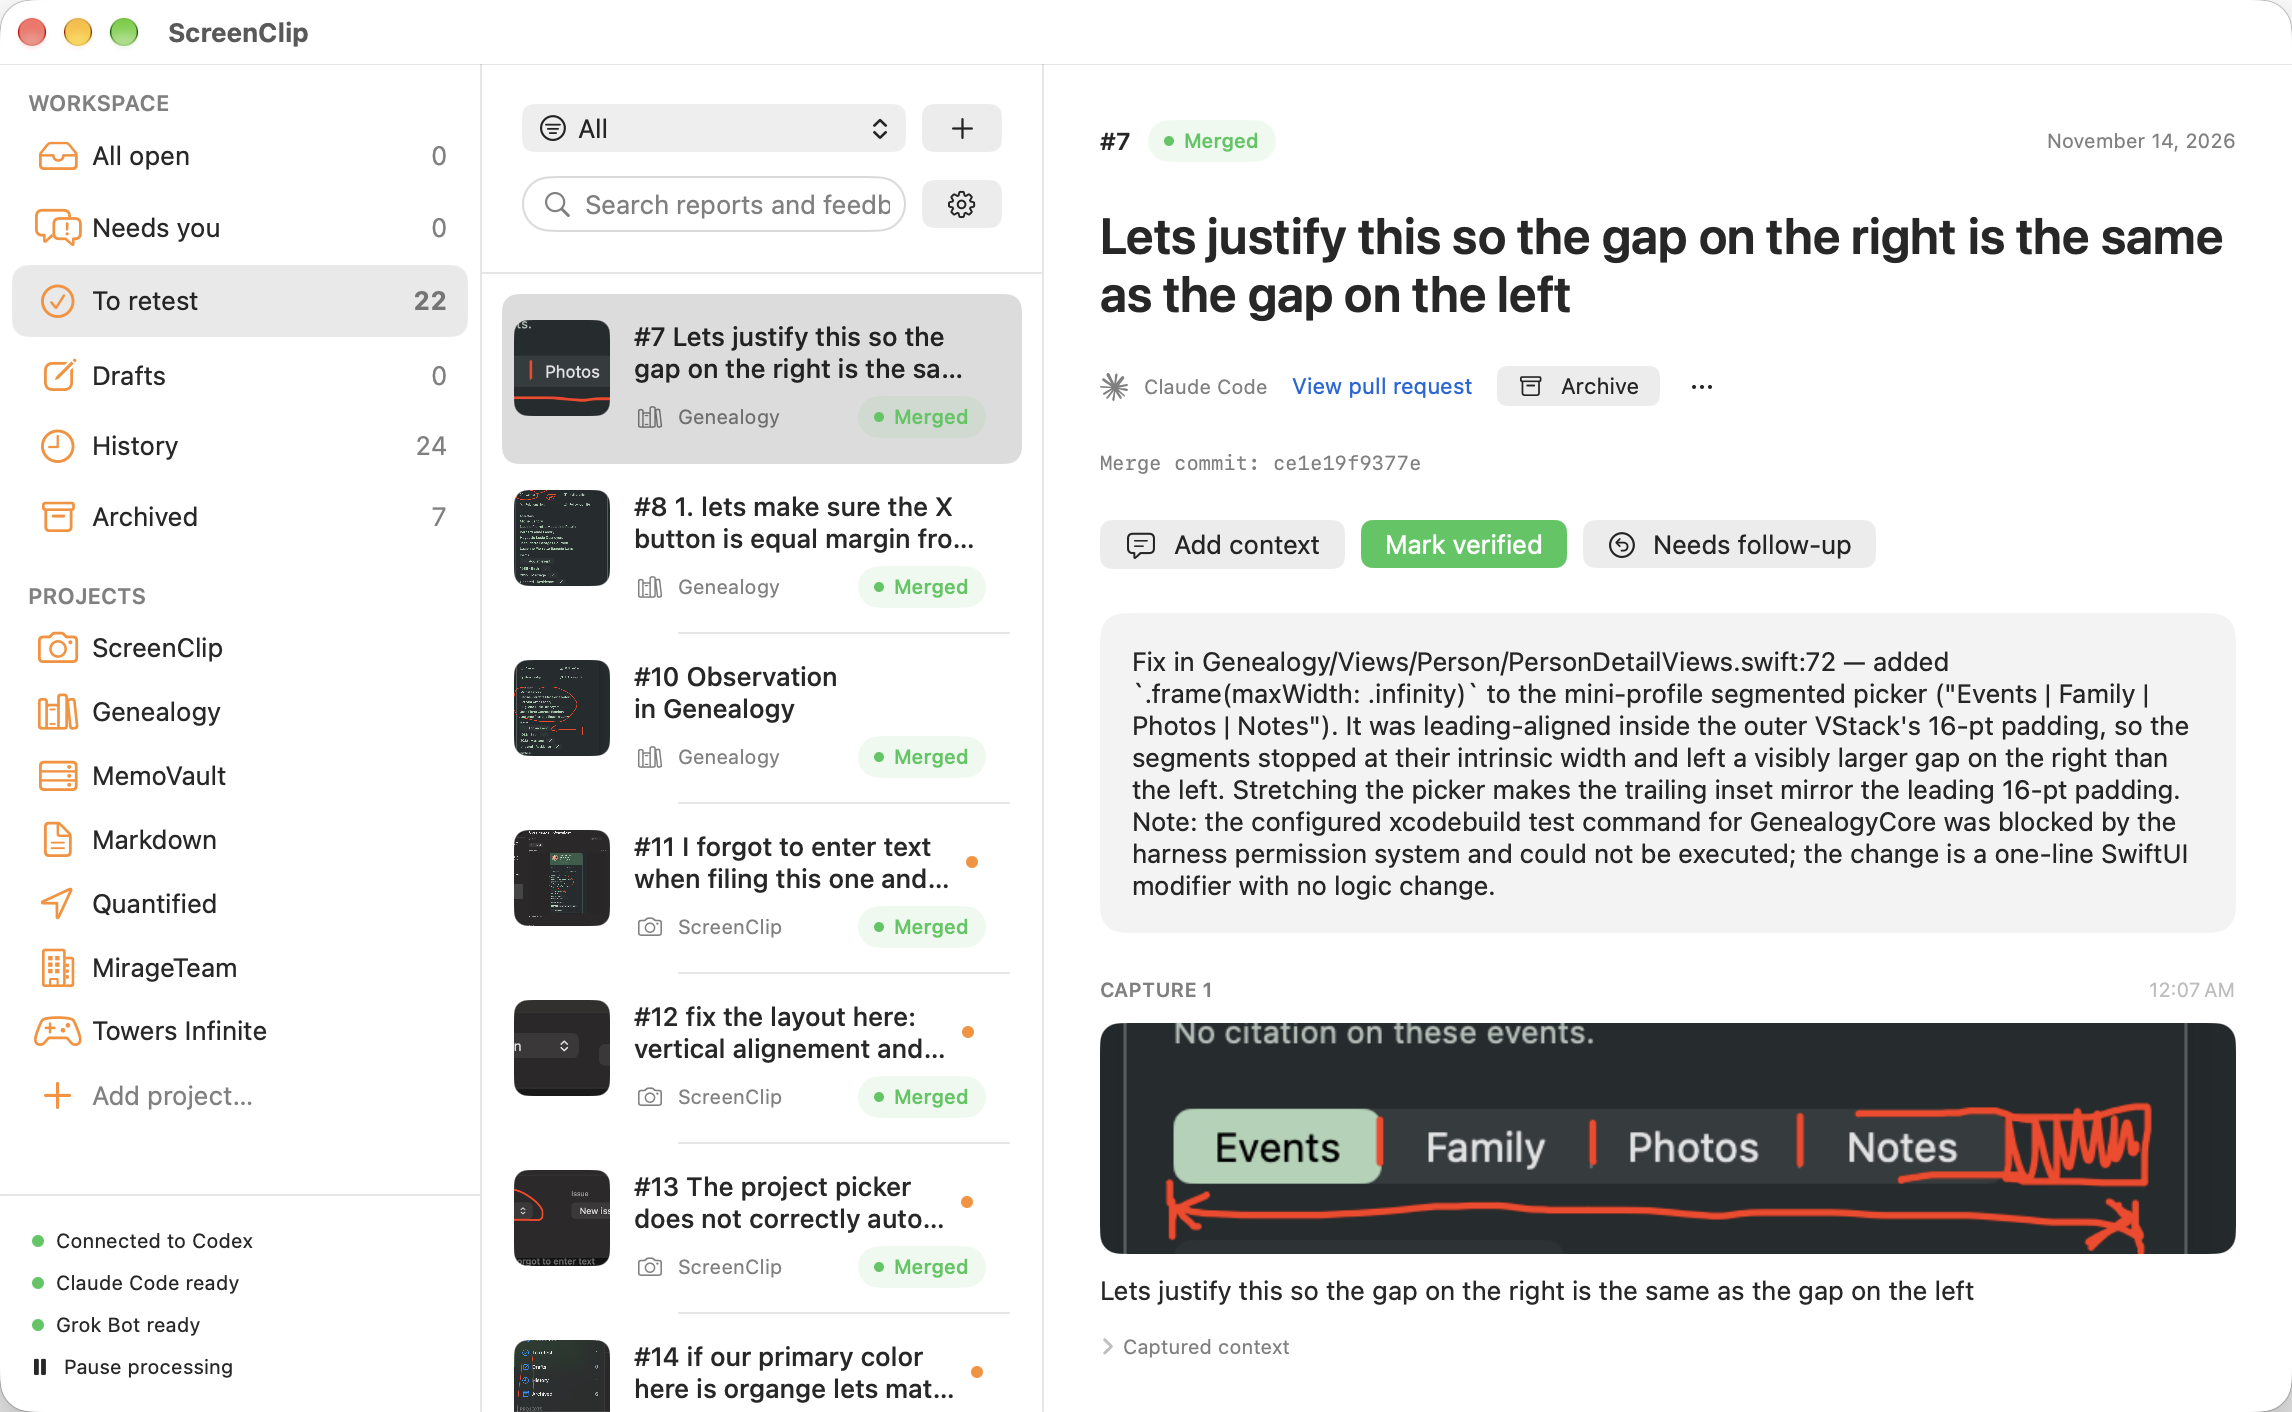 ScreenClip
WORKSPACE
All open 0
Needs you 0
To retest 22
Drafts 0
History 24
Archived 7
PROJECTS
ScreenClip
Genealogy
MemoVault
Markdown
Quantified
MirageTeam
Towers Infinite
Add project...
Connected to Codex
Claude Code ready
Grok Bot ready
Pause processing
All
Search reports and feedb
Photos
#7 Lets justify this so the
gap on the right is the sa...
Genealogy
Merged
#8 1. lets make sure the X
button is equal margin fro...
Genealogy
Merged
#10 Observation
in Genealogy
Genealogy
Merged
#11 I forgot to enter text
when filing this one and...
ScreenClip
Merged
#12 fix the layout here:
vertical alignement and...
ScreenClip
Merged
Issue
New iss
#13 The project picker
does not correctly auto...
ScreenClip
Merged
To retest
Drafts
History
Archived
#14 if our primary color
here is organge lets mat...
#7
Merged
November 14, 2026
Lets justify this so the gap on the right is the same
as the gap on the left
Claude Code
View pull request
Archive
Merge commit: ce1e19f9377e
Add context
Mark verified
Needs follow-up
Fix in Genealogy/Views/Person/PersonDetailViews.swift:72 — added
`.frame(maxWidth: .infinity)` to the mini-profile segmented picker ("Events | Family |
Photos | Notes"). It was leading-aligned inside the outer VStack's 16-pt padding, so the
segments stopped at their intrinsic width and left a visibly larger gap on the right than
the left. Stretching the picker makes the trailing inset mirror the leading 16-pt padding.
Note: the configured xcodebuild test command for GenealogyCore was blocked by the
harness permission system and could not be executed; the change is a one-line SwiftUI
modifier with no logic change.
CAPTURE 1
12:07 AM
No citation on these events.
Events Family Photos Notes
Lets justify this so the gap on the right is the same as the gap on the left
Captured context